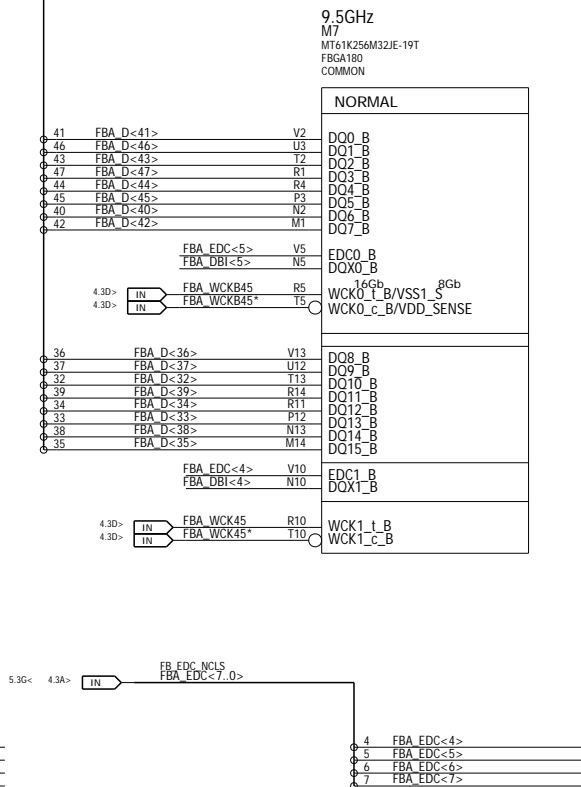 9.5GHz
M7
MT61K256M32JE-19T
FBGA180
COMMON
NORMAL
41 FBA_D<41> V2 DQ0_B
46 FBA_D<46> U3 DQ1_B
43 FBA_D<43> T2 DQ2_B
47 FBA_D<47> R1 DQ3_B
44 FBA_D<44> R4 DQ4_B
45 FBA_D<45> P3 DQ5_B
40 FBA_D<40> N2 DQ6_B
42 FBA_D<42> M1 DQ7_B
FBA_EDC<5> V5 EDC0_B
FBA_DBI<5> N5 DQX0_B
16Gb 8Gb
4.3D> IN FBA_WCKB45 R5 WCK0_t_B/VSS1_S
4.3D> IN FBA_WCKB45* T5 WCK0_c_B/VDD_SENSE
36 FBA_D<36> V13 DQ8_B
37 FBA_D<37> U12 DQ9_B
32 FBA_D<32> T13 DQ10_B
39 FBA_D<39> R14 DQ11_B
34 FBA_D<34> R11 DQ12_B
33 FBA_D<33> P12 DQ13_B
38 FBA_D<38> N13 DQ14_B
35 FBA_D<35> M14 DQ15_B
FBA_EDC<4> V10 EDC1_B
FBA_DBI<4> N10 DQX1_B
4.3D> IN FBA_WCK45 R10 WCK1_t_B
4.3D> IN FBA_WCK45* T10 WCK1_c_B
FB_EDC_NCLS
5.3G< 4.3A> IN FBA_EDC<7..0>
4 FBA_EDC<4>
5 FBA_EDC<5>
6 FBA_EDC<6>
7 FBA_EDC<7>